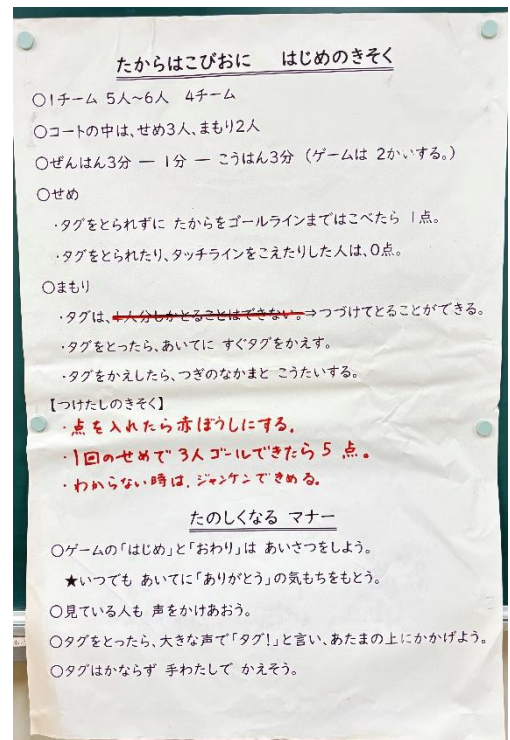 たからはこびおに　はじめのきそく
○1チーム 5人～6人 4チーム
○コートの中は、せめ3人、まもり2人
○ぜんはん3分 ― 1分 ― こうはん3分（ゲームは 2かいする。）
○せめ
・タグをとられずに たからをゴールラインまではこべたら 1点。
・タグをとられたり、タッチラインをこえたりした人は、0点。
○まもり
・タグは、1人分しかとることはできない。⇒つづけてとることができる。
・タグをとったら、あいてに すぐタグをかえす。
・タグをかえしたら、つぎのなかまと こうたいする。
【つけたしのきそく】
・点を入れたら赤ぼうしにする。
・1回のせめで 3人ゴールできたら 5点。
・わからない時は、ジャンケンできめる。
たのしくなる マナー
○ゲームの「はじめ」と「おわり」は あいさつをしよう。
★いつでも あいてに「ありがとう」の気もちをもとう。
○見ている人も 声をかけあおう。
○タグをとったら、大きな声で「タグ！」と言い、あたまの上にかかげよう。
○タグはかならず 手わたしで かえそう。